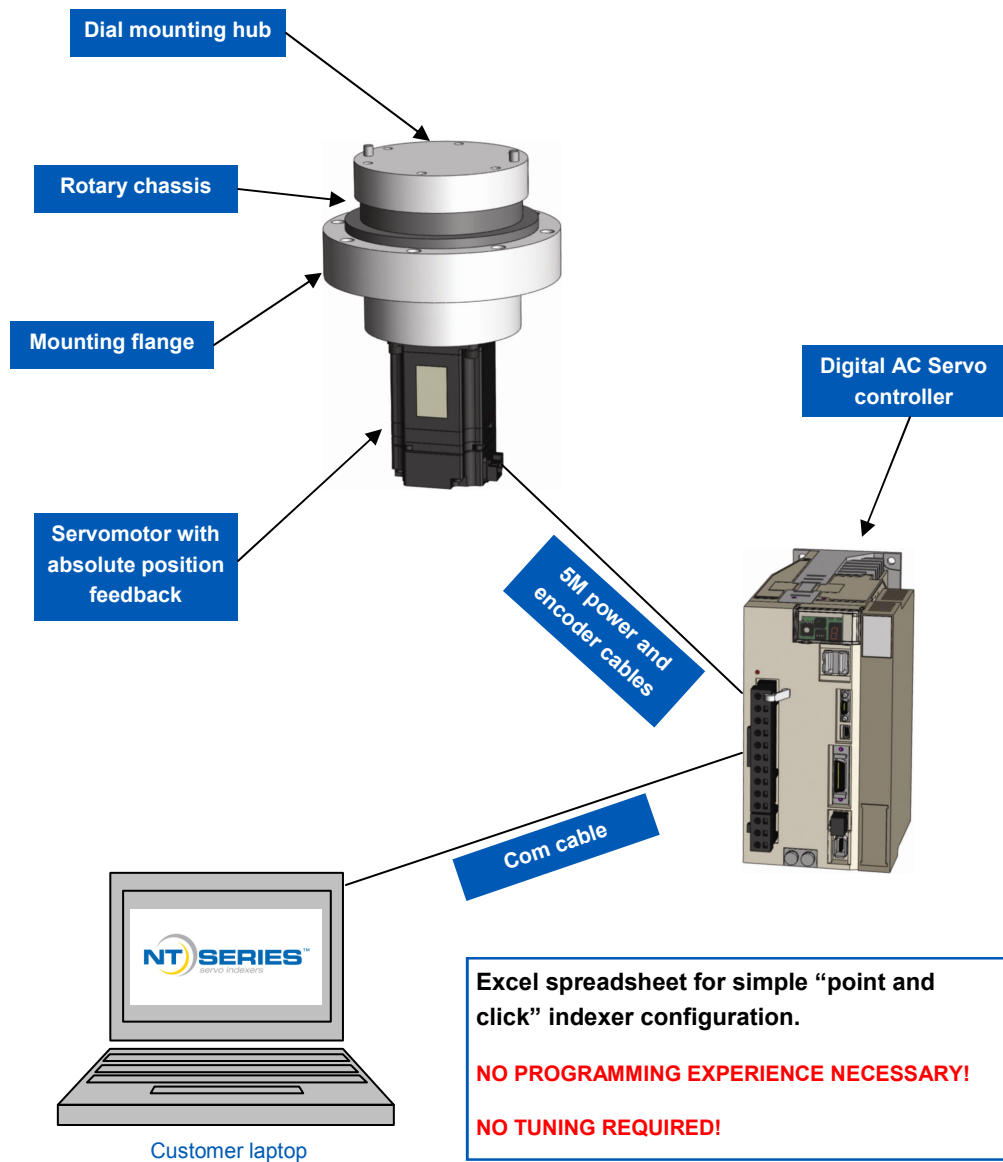 Dial mounting hub
Rotary chassis
Mounting flange
Digital AC Servo
controller
Servomotor with
absolute position
feedback
5M power and
encoder cables
Com cable
NT SERIES™
servo indexers
Customer laptop
Excel spreadsheet for simple “point and
click” indexer configuration.
NO PROGRAMMING EXPERIENCE NECESSARY!
NO TUNING REQUIRED!